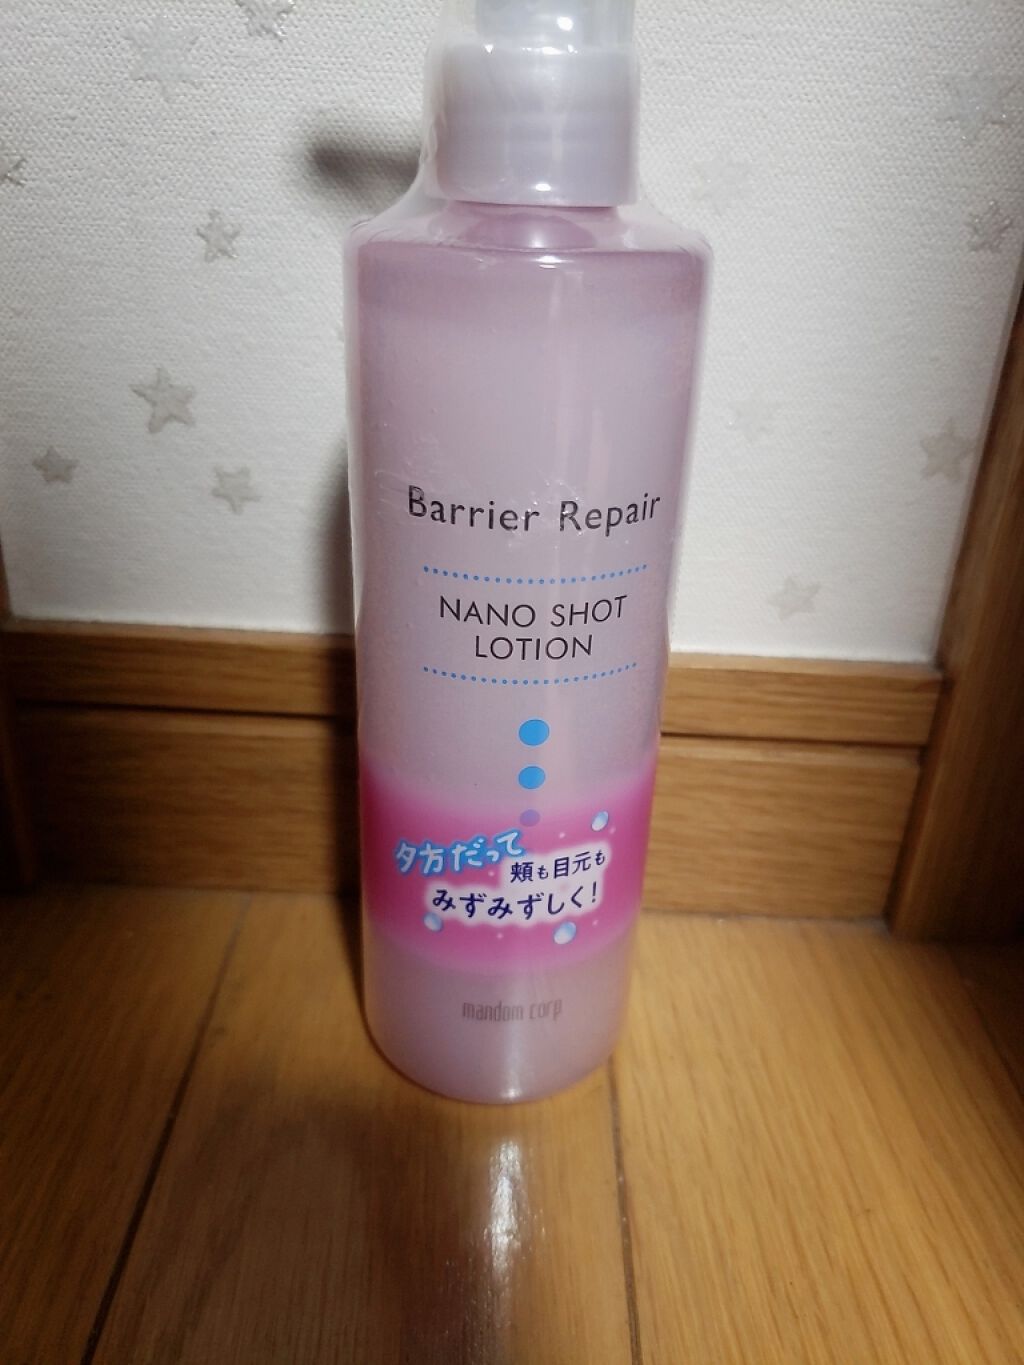 Barrier Repair
NANO SHOT
LOTION
夕方だって
頬も目元も
みずみずしく!
mandom corp